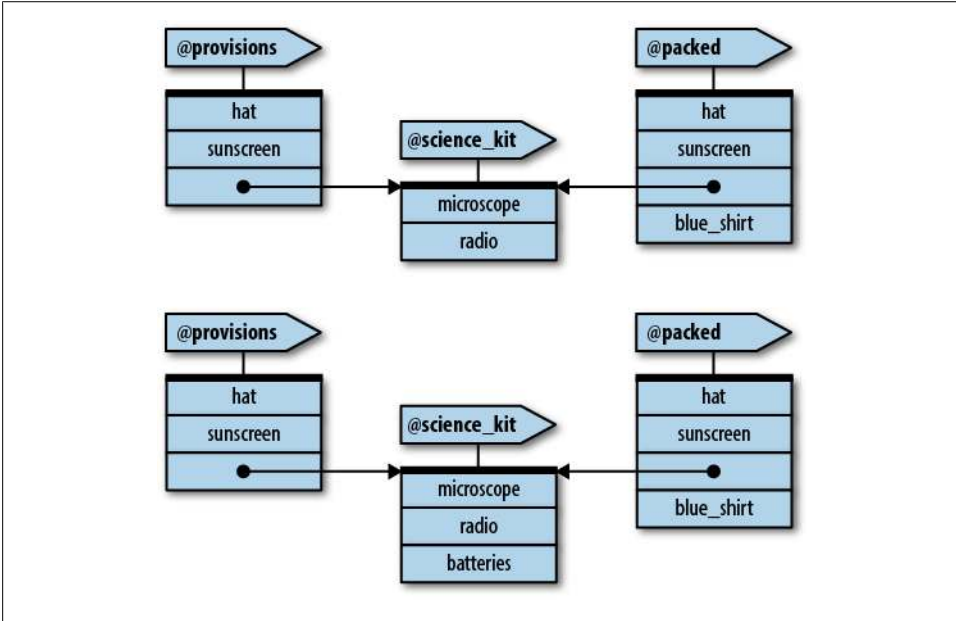 @provisions
hat
sunscreen
@science_kit
microscope
radio
@packed
hat
sunscreen
blue_shirt
@provisions
hat
sunscreen
@science_kit
microscope
radio
batteries
@packed
hat
sunscreen
blue_shirt